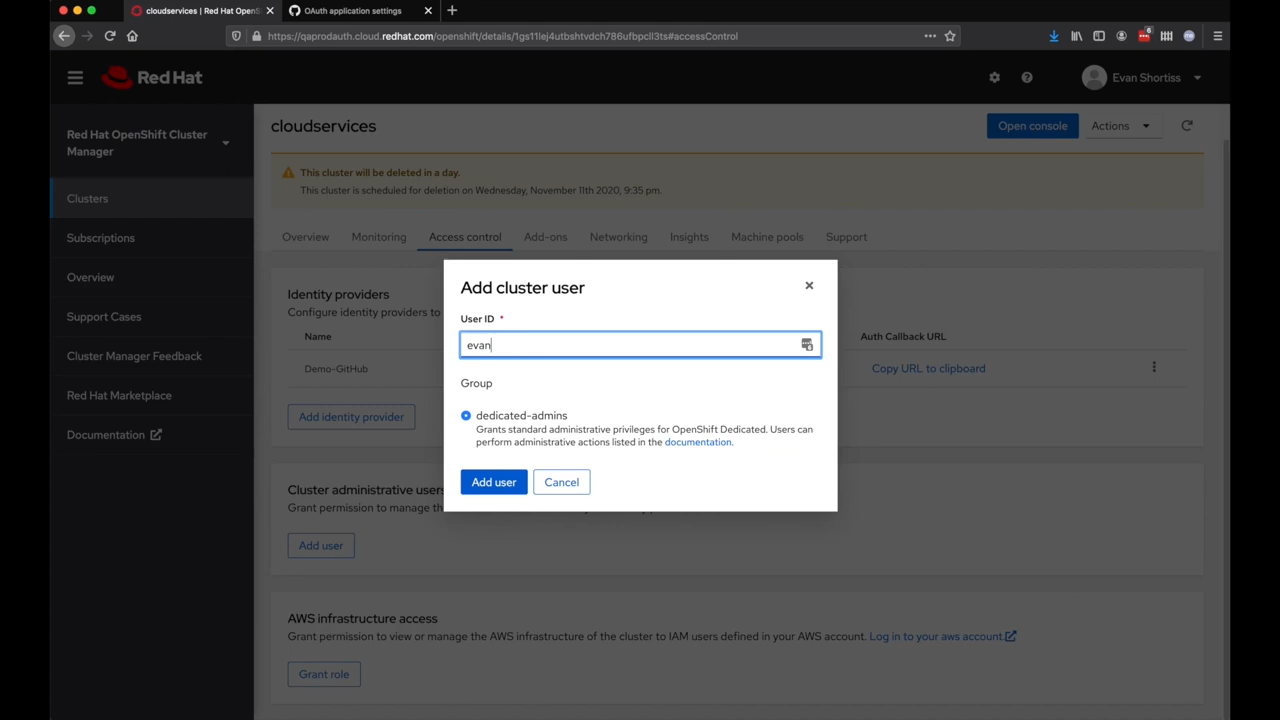 cloudservices | Red Hat OpenS
OAuth application settings
https://qaprodauth.cloud.redhat.com/openshift/details/1gs11lej4utbshtvdch786ufbpcll3ts#accessControl
6
Red Hat
Evan Shortiss
Red Hat OpenShift Cluster
Manager
Clusters
Subscriptions
Overview
Support Cases
Cluster Manager Feedback
Red Hat Marketplace
Documentation
cloudservices
Open console
Actions
This cluster will be deleted in a day.
This cluster is scheduled for deletion on Wednesday, November 11th 2020, 9:35 pm.
Overview
Monitoring
Access control
Add-ons
Networking
Insights
Machine pools
Support
Identity providers
Configure identity providers to
Name
Auth Callback URL
Demo-GitHub
Copy URL to clipboard
Add identity provider
Add cluster user
User ID *
evan
Group
dedicated-admins
Grants standard administrative privileges for OpenShift Dedicated. Users can
perform administrative actions listed in the documentation.
Add user
Cancel
Cluster administrative users
Grant permission to manage th
Add user
AWS infrastructure access
Grant permission to view or manage the AWS infrastructure of the cluster to IAM users defined in your AWS account. Log in to your aws account.
Grant role